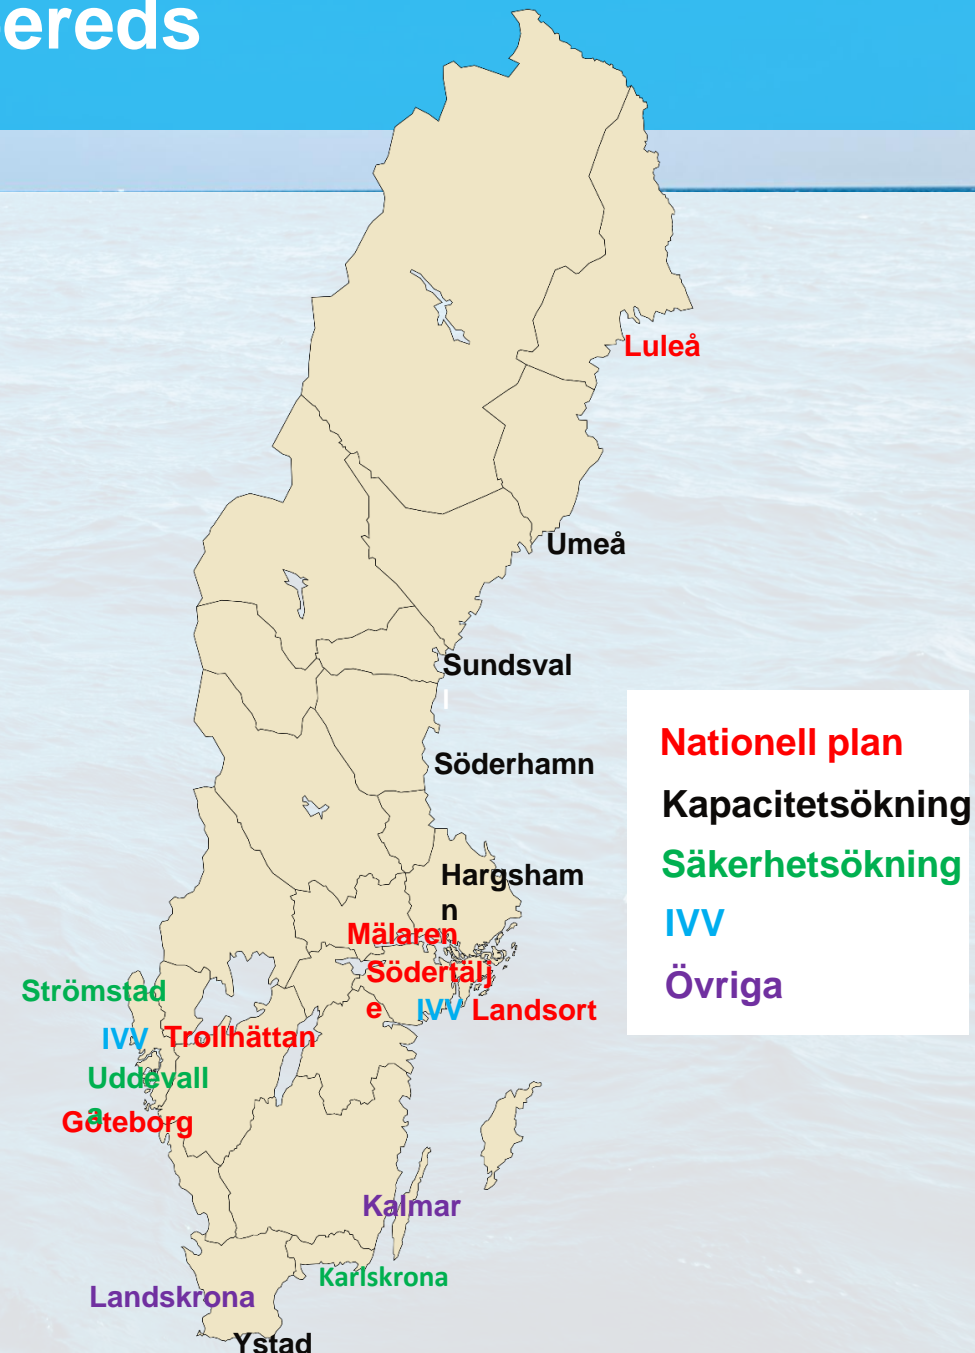 ereds
Luleå
Umeå
Sundsval
l
Söderhamn
Hargsham
n
Mälaren
Södertälj
e
IVV Landsort
Strömstad
IVV Trollhättan
Uddevall
a
Göteborg
Kalmar
Karlskrona
Landskrona
Ystad
Nationell plan
Kapacitetsökning
Säkerhetsökning
IVV
Övriga